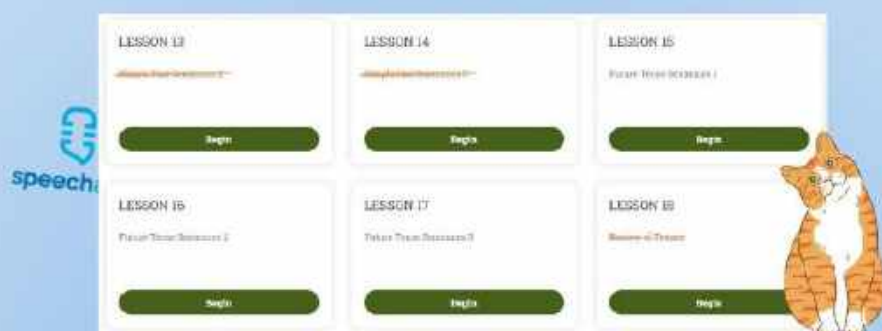 LESSON 13
LESSON 14
LESSON 15
Future Tense Sentences 1
Begin
Begin
Begin
speech
LESSON 16
LESSON 17
LESSON 18
Future Tense Sentences 2
Future Tense Sentences 3
Review of Tenses
Begin
Begin
Begin